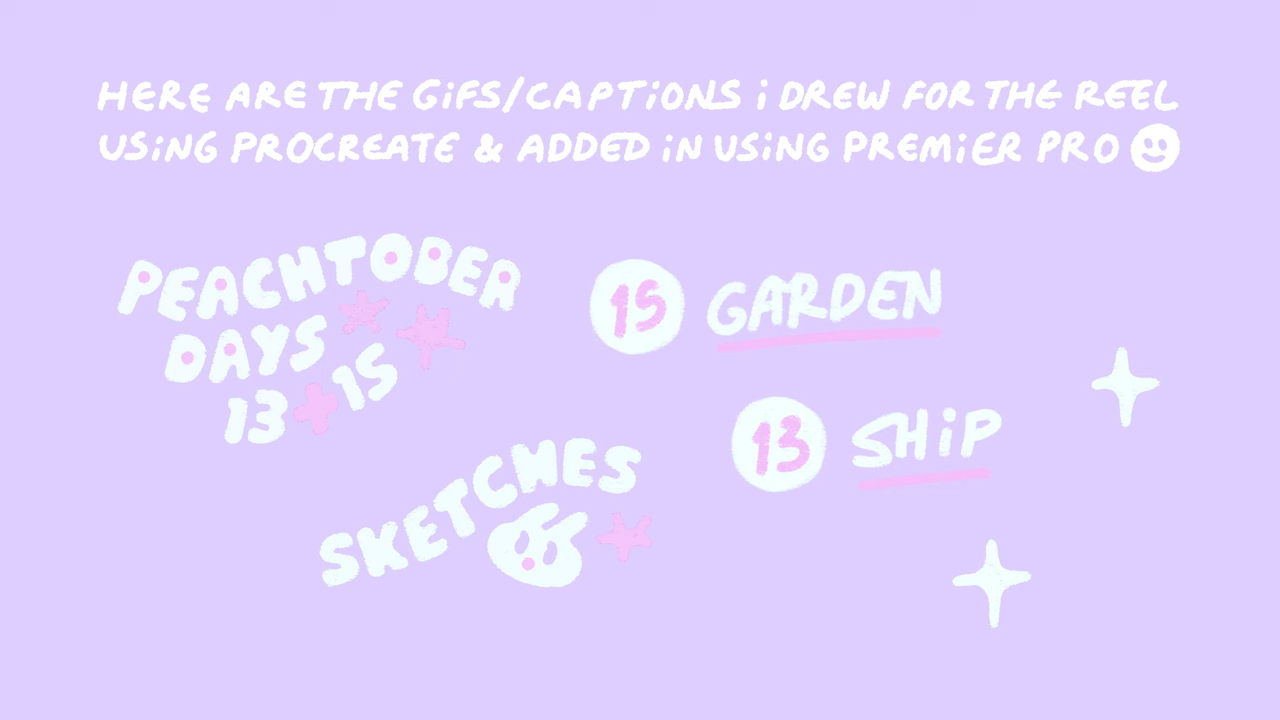 HERE ARE THE GiFS/CAPTiONS i DREW FOR THE REEL
USiNG PROCREATE & ADDED iN USiNG PREMiER PRO
PEACHTOBER
DAYS
13 + 15
15 GARDEN
13 SHiP
SKETCHES